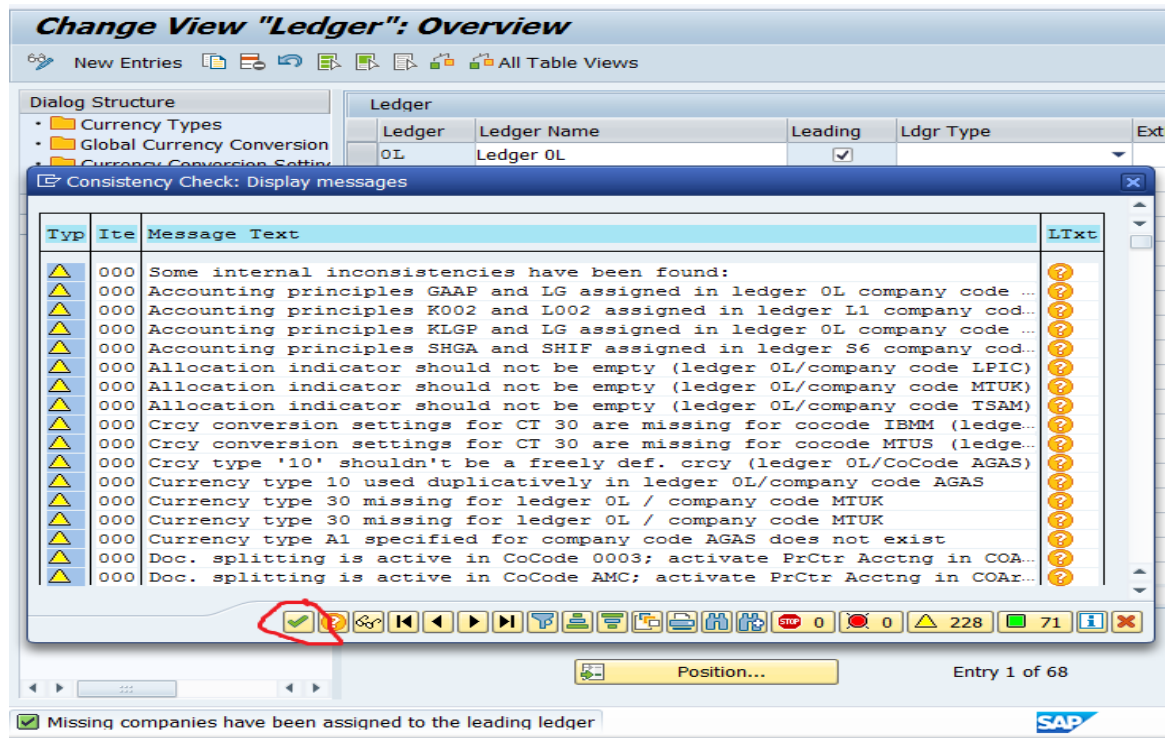 Change View "Ledger": Overview
New Entries All Table Views
Dialog Structure
Currency Types
Global Currency Conversion
Currency Conversion Settin
Ledger
Ledger Ledger Name Leading Ldgr Type Ext
0L Ledger 0L
Consistency Check: Display messages
Typ Ite Message Text LTxt
000 Some internal inconsistencies have been found:
000 Accounting principles GAAP and LG assigned in ledger 0L company code …
000 Accounting principles K002 and L002 assigned in ledger L1 company cod…
000 Accounting principles KLGP and LG assigned in ledger 0L company code …
000 Accounting principles SHGA and SHIF assigned in ledger S6 company cod…
000 Allocation indicator should not be empty (ledger 0L/company code LPIC)
000 Allocation indicator should not be empty (ledger 0L/company code MTUK)
000 Allocation indicator should not be empty (ledger 0L/company code TSAM)
000 Crcy conversion settings for CT 30 are missing for cocode IBMM (ledge…
000 Crcy conversion settings for CT 30 are missing for cocode MTUS (ledge…
000 Crcy type '10' shouldn't be a freely def. crcy (ledger 0L/CoCode AGAS)
000 Currency type 10 used duplicatively in ledger 0L/company code AGAS
000 Currency type 30 missing for ledger 0L / company code MTUK
000 Currency type 30 missing for ledger 0L / company code MTUK
000 Currency type A1 specified for company code AGAS does not exist
000 Doc. splitting is active in CoCode 0003; activate PrCtr Acctng in COA…
000 Doc. splitting is active in CoCode AMC; activate PrCtr Acctng in COAr…
STOP 0 0 228 71
Position... Entry 1 of 68
Missing companies have been assigned to the leading ledger
SAP